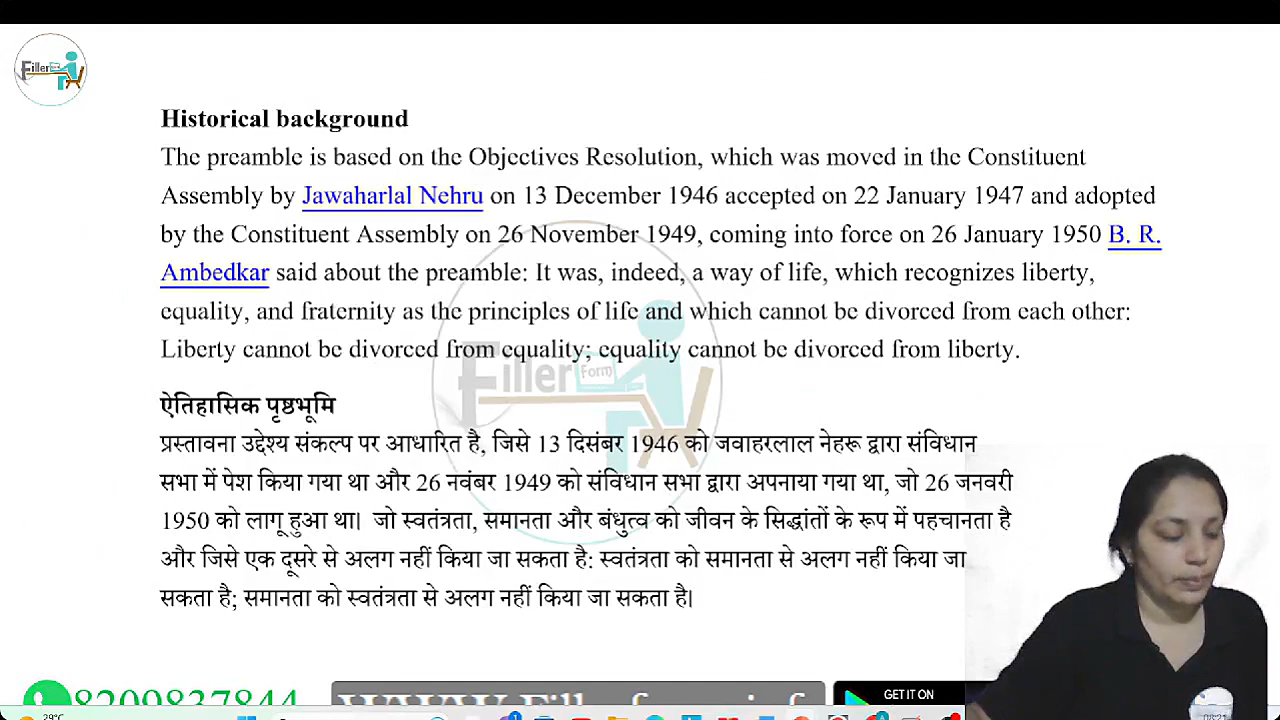 Filler
Historical background
The preamble is based on the Objectives Resolution, which was moved in the Constituent
Assembly by Jawaharlal Nehru on 13 December 1946 accepted on 22 January 1947 and adopted
by the Constituent Assembly on 26 November 1949, coming into force on 26 January 1950 B. R.
Ambedkar said about the preamble: It was, indeed, a way of life, which recognizes liberty,
equality, and fraternity as the principles of life and which cannot be divorced from each other:
Liberty cannot be divorced from equality; equality cannot be divorced from liberty.
Filler Form
ऐतिहासिक पृष्ठभूमि
प्रस्तावना उद्देश्य संकल्प पर आधारित है, जिसे 13 दिसंबर 1946 को जवाहरलाल नेहरू द्वारा संविधान
सभा में पेश किया गया था और 26 नवंबर 1949 को संविधान सभा द्वारा अपनाया गया था, जो 26 जनवरी
1950 को लागू हुआ था। जो स्वतंत्रता, समानता और बंधुत्व को जीवन के सिद्धांतों के रूप में पहचानता है
और जिसे एक दूसरे से अलग नहीं किया जा सकता है: स्वतंत्रता को समानता से अलग नहीं किया जा
सकता है; समानता को स्वतंत्रता से अलग नहीं किया जा सकता है।
8209837844
GET IT ON
29°C